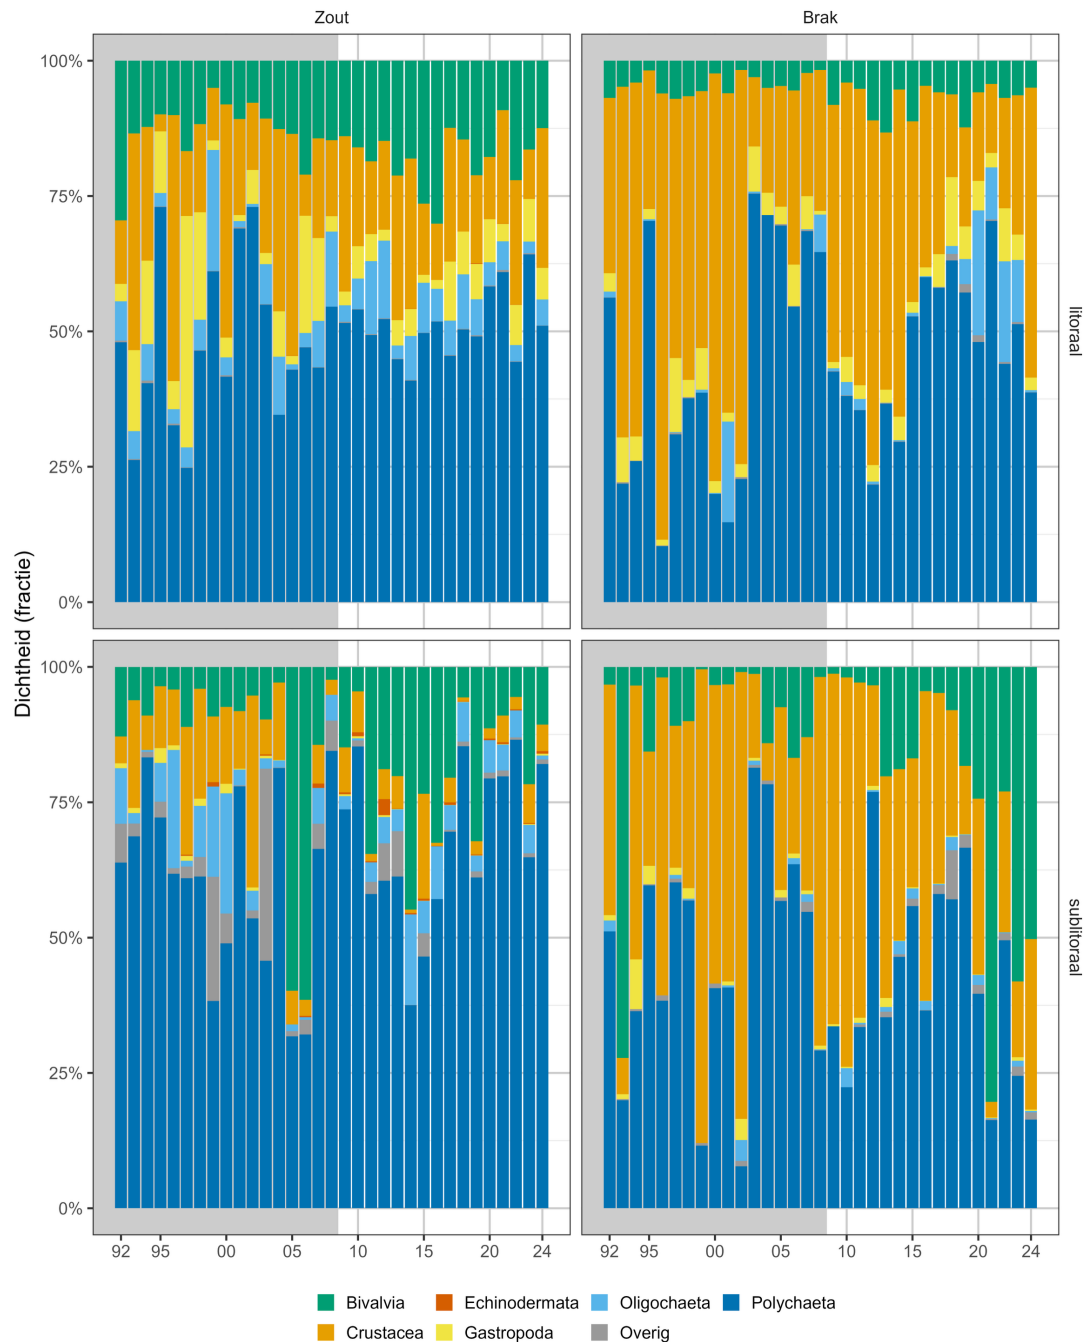 Zout Brak
100%
75%
50%
25%
0%
litoraal
Dichtheid (fractie)
100%
75%
50%
25%
0%
sublitoraal
92 95 00 05 10 15 20 24 92 95 00 05 10 15 20 24
Bivalvia Echinodermata Oligochaeta Polychaeta
Crustacea Gastropoda Overig